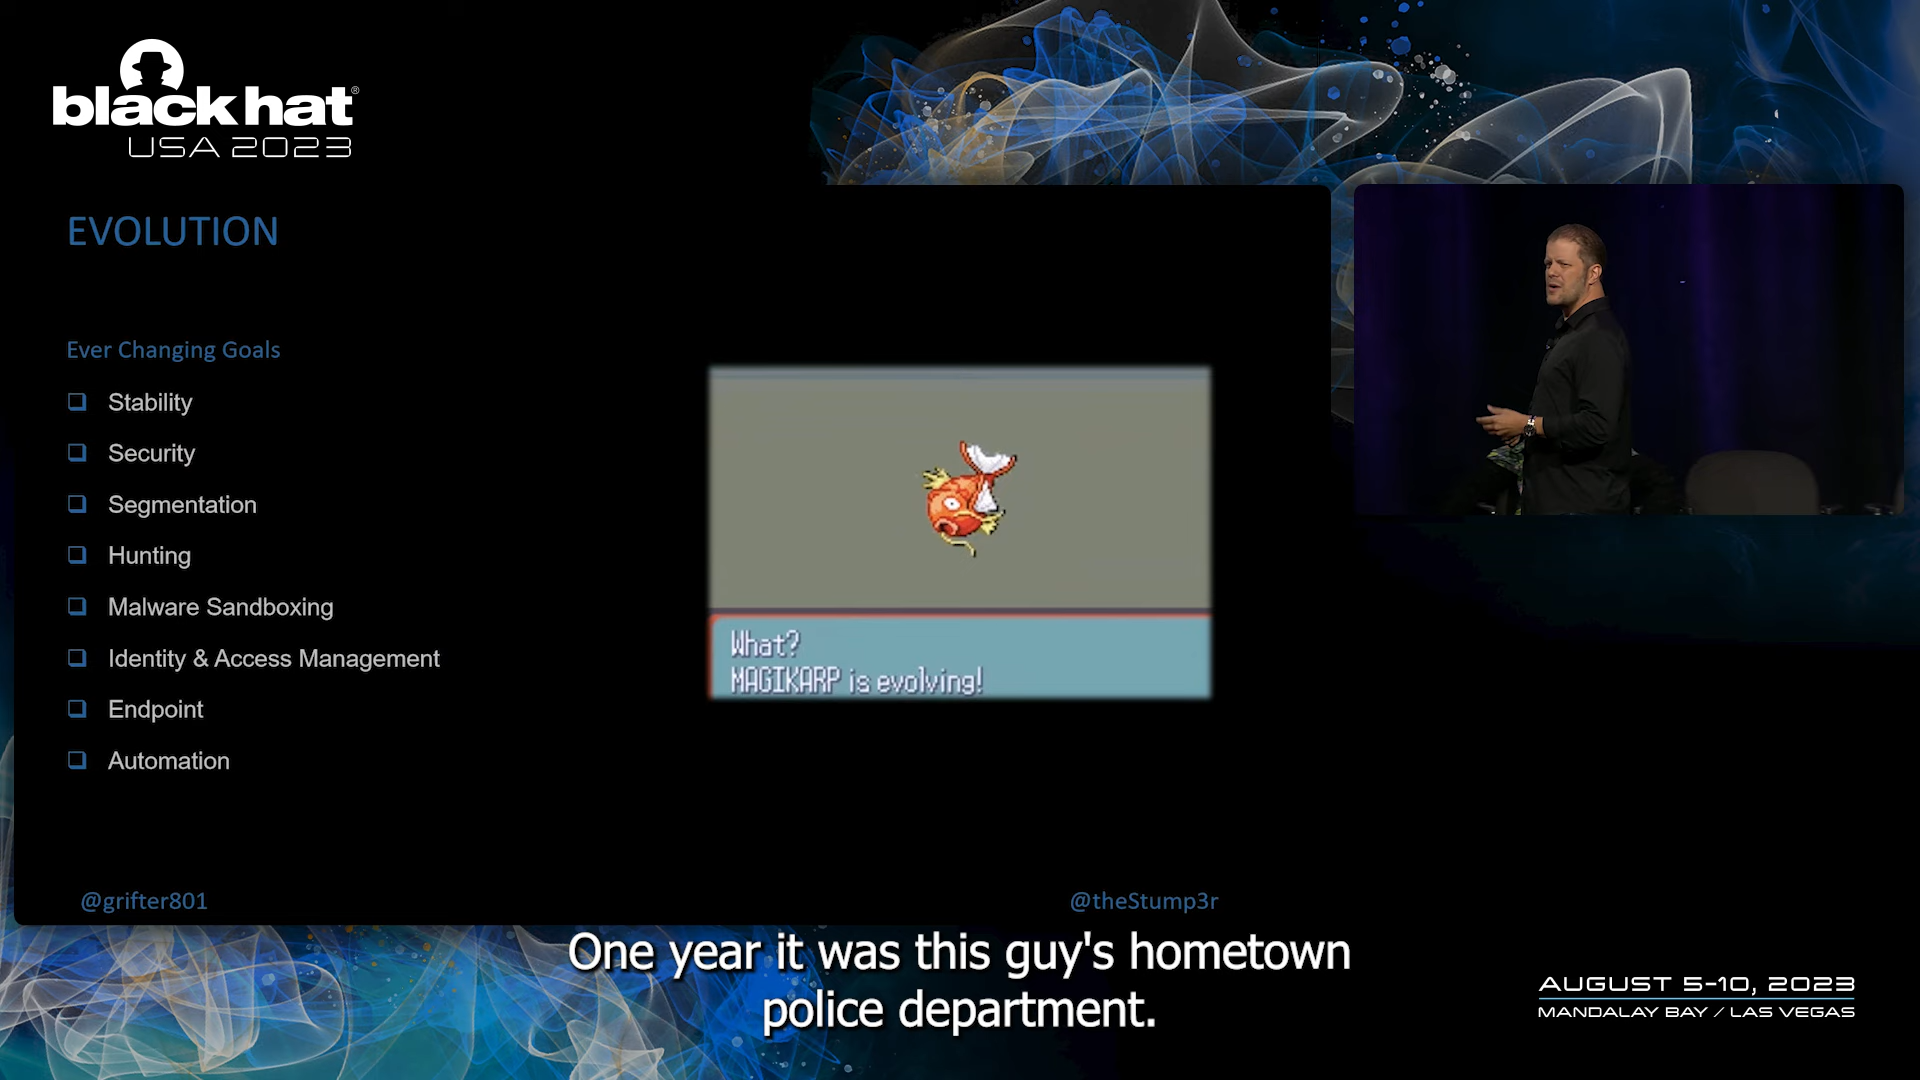 black hat®
USA 2023
EVOLUTION
Ever Changing Goals
Stability
Security
Segmentation
Hunting
Malware Sandboxing
Identity & Access Management
Endpoint
Automation
What?
MAGIKARP is evolving!
@grifter801
@theStump3r
One year it was this guy's hometown
police department.
AUGUST 5-10, 2023
MANDALAY BAY / LAS VEGAS